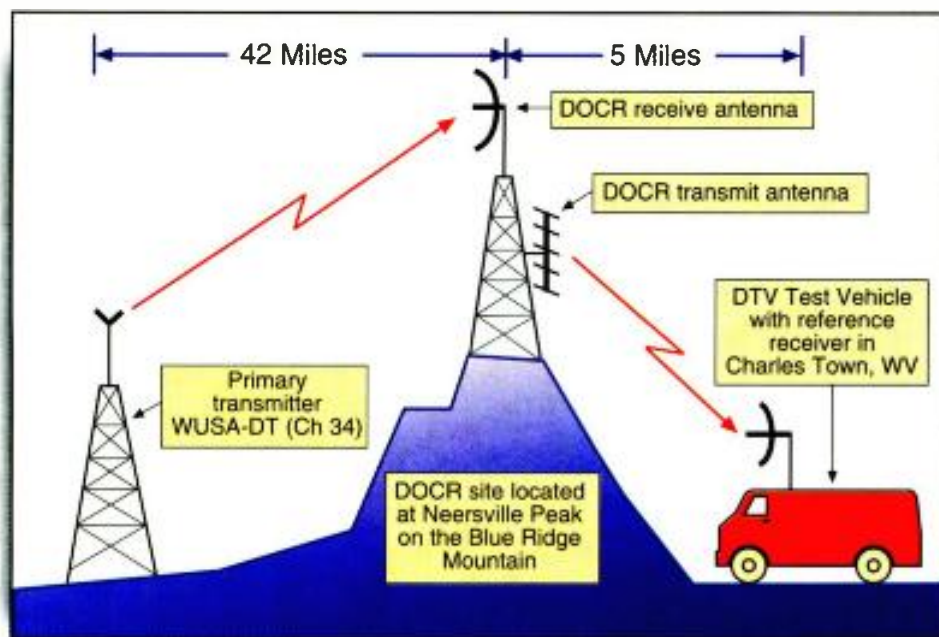 42 Miles
5 Miles
DOCR receive antenna
DOCR transmit antenna
DTV Test Vehicle
with reference
receiver in
Charles Town, WV
Primary
transmitter
WUSA-DT (Ch 34)
DOCR site located
at Neersville Peak
on the Blue Ridge
Mountain